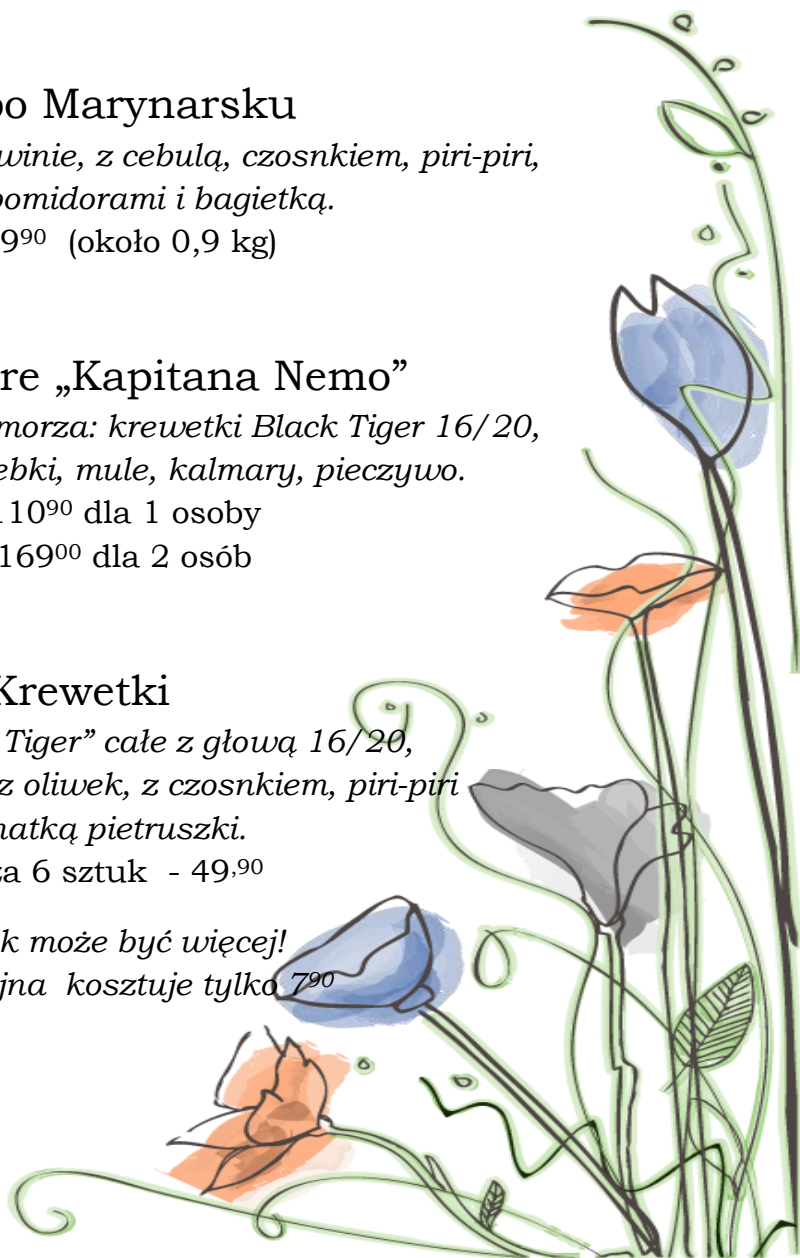 po Marynarsku
winie, z cebulą, czosnkiem, piri-piri,
pomidorami i bagietką.
9⁹⁰ (około 0,9 kg)
re „Kapitana Nemo”
morza: krewetki Black Tiger 16/20,
ebki, mule, kalmary, pieczywo.
10⁹⁰ dla 1 osoby
169⁰⁰ dla 2 osób
Krewetki
Tiger” całe z głową 16/20,
z oliwek, z czosnkiem, piri-piri
natką pietruszki.
za 6 sztuk - 49,⁹⁰
k może być więcej!
jna kosztuje tylko 7⁹⁰